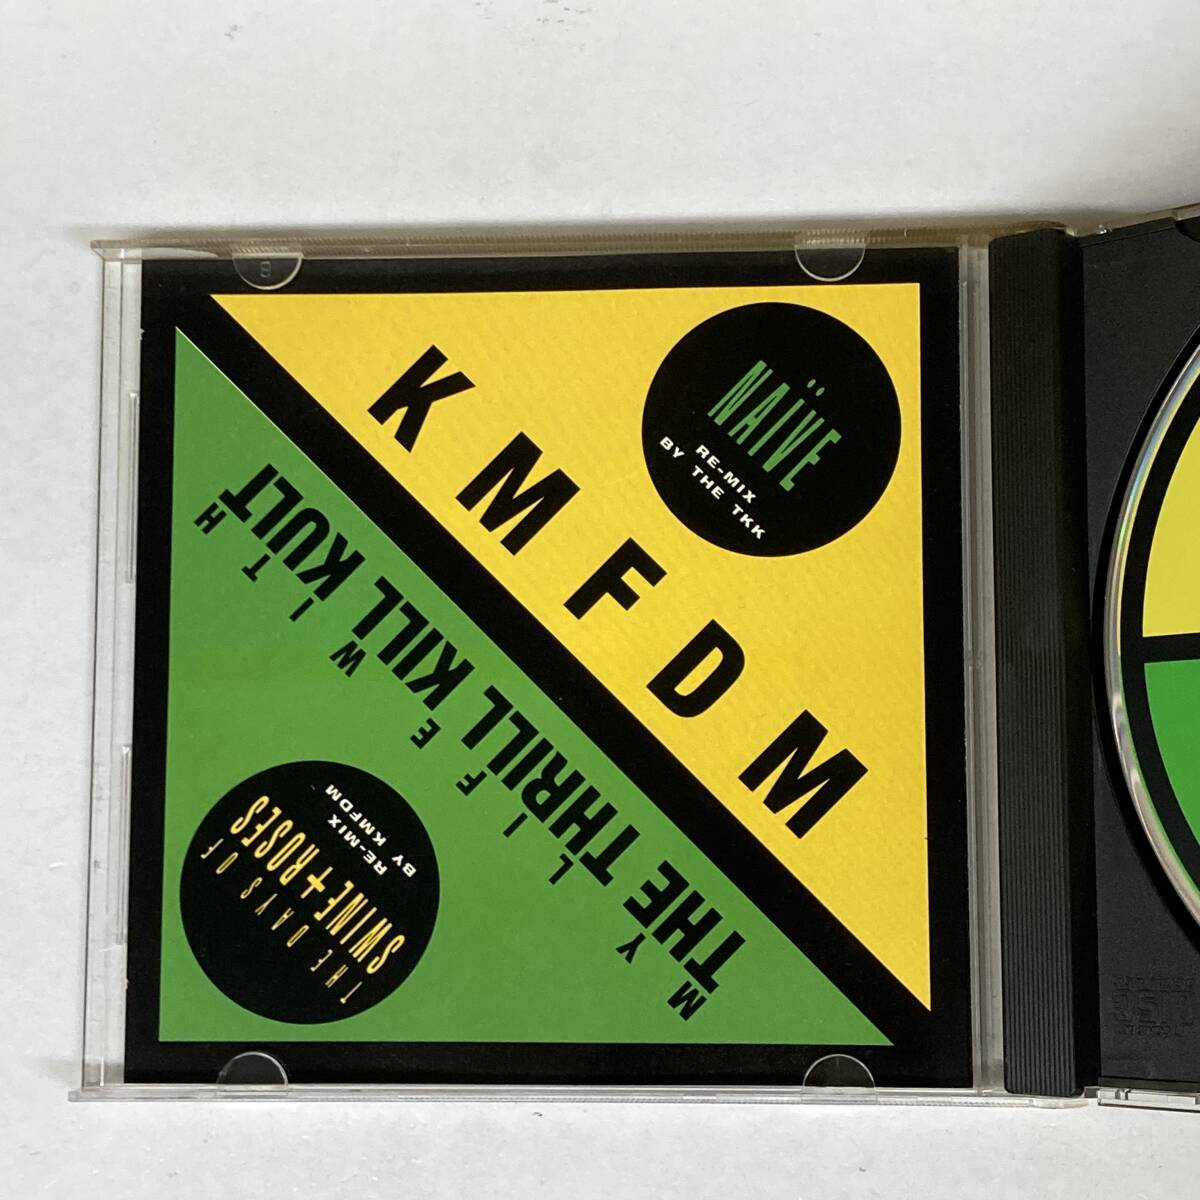 NAÏVE
RE-MIX
BY THE TKK
KMFDM
MY LIFE WITH
THE THRILL KILL KULT
THE DAYS OF
SWINE + ROSES
RE-MIX
BY KMFDM